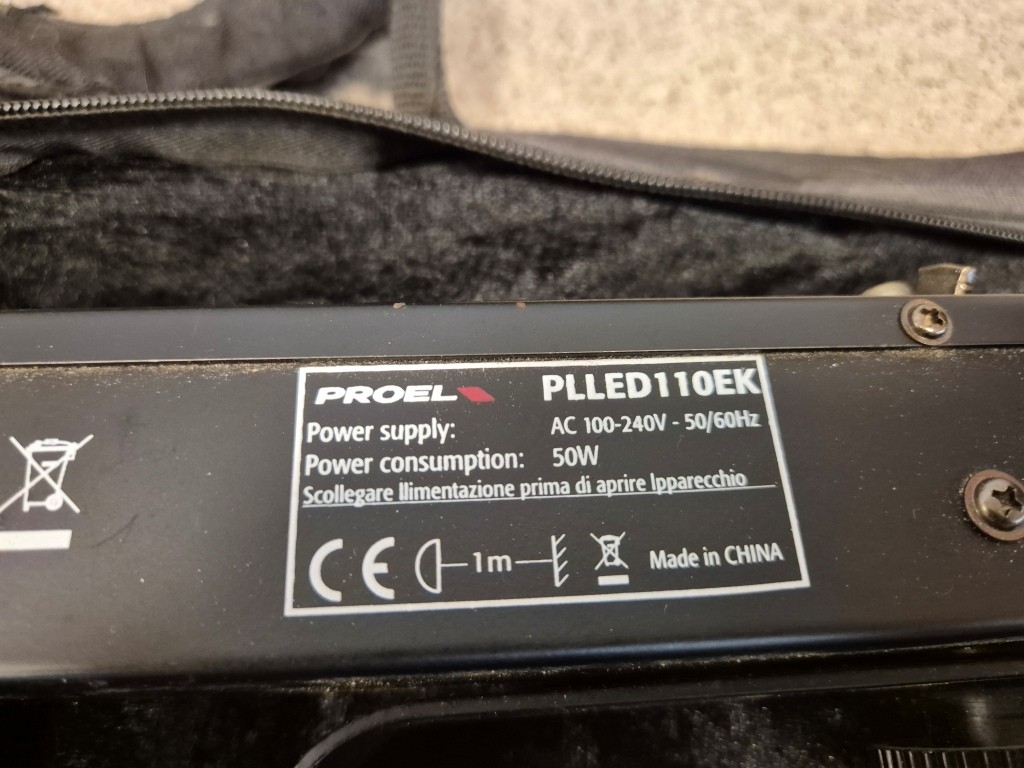 PROEL PLLED110EK
Power supply: AC 100-240V - 50/60Hz
Power consumption: 50W
Scollegare llimentazione prima di aprire lpparecchio
CE 1m Made in CHINA